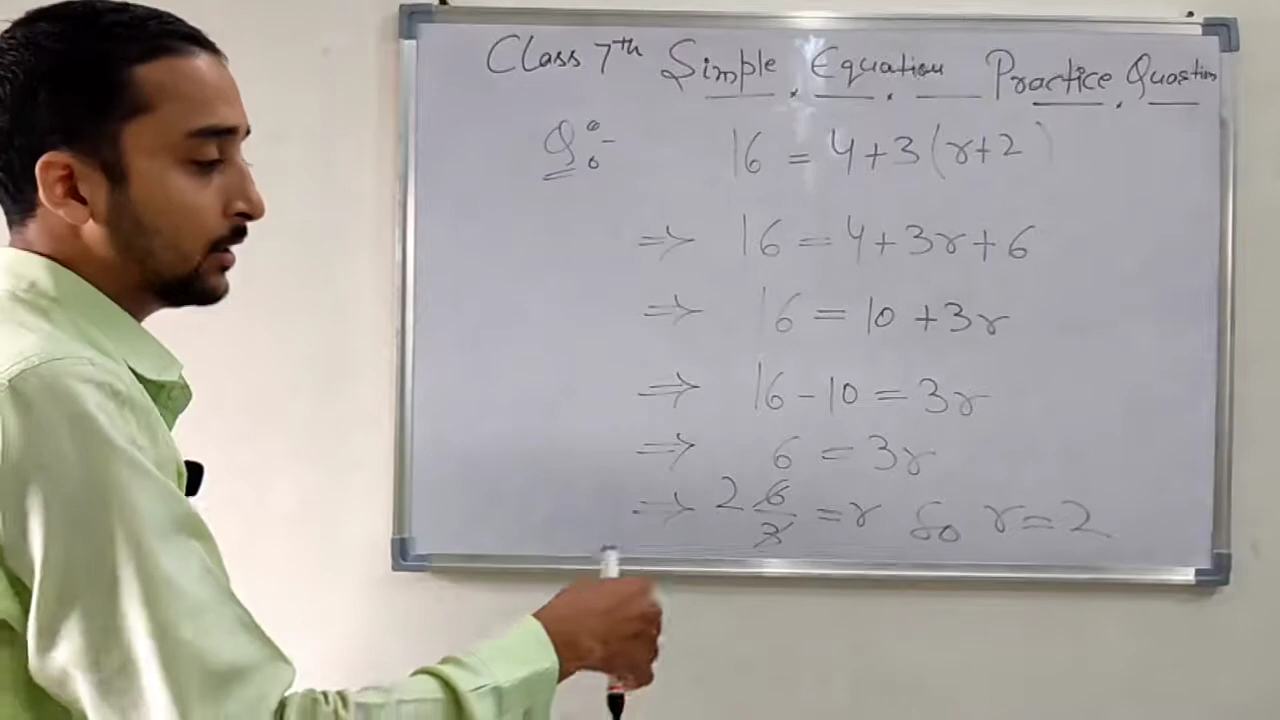 Class 7th Simple Equation Practice Question
Q:- 16 = 4+3(r+2)
⇒ 16 = 4+3r+6
⇒ 16 = 10+3r
⇒ 16-10 = 3r
⇒ 6 = 3r
⇒ 2 6/3 = r So r=2